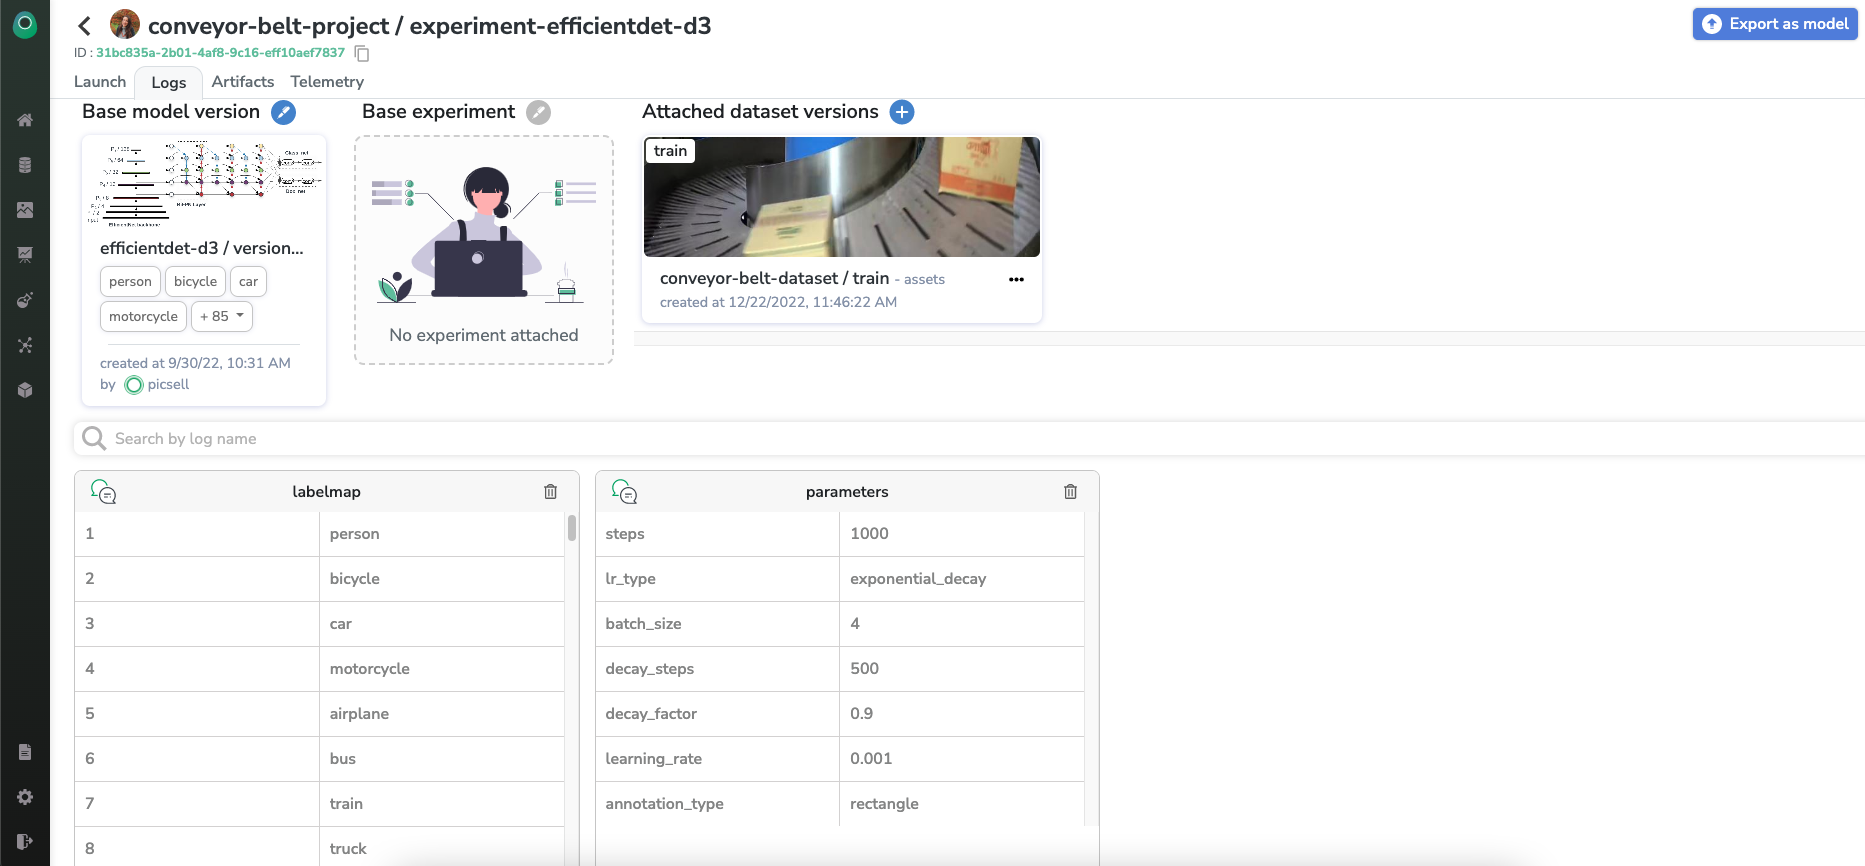 conveyor-belt-project / experiment-efficientdet-d3
Export as model
ID : 31bc835a-2b01-4af8-9c16-eff10aef7837
Launch
Logs
Artifacts
Telemetry
Base model version
Base experiment
Attached dataset versions
train
BiFPN Layer
EfficientNet backbone
efficientdet-d3 / version...
person
bicycle
car
motorcycle
+ 85
created at 9/30/22, 10:31 AM
by picsell
No experiment attached
conveyor-belt-dataset / train - assets
created at 12/22/2022, 11:46:22 AM
Search by log name
labelmap
1 person
2 bicycle
3 car
4 motorcycle
5 airplane
6 bus
7 train
8 truck
parameters
steps 1000
lr_type exponential_decay
batch_size 4
decay_steps 500
decay_factor 0.9
learning_rate 0.001
annotation_type rectangle